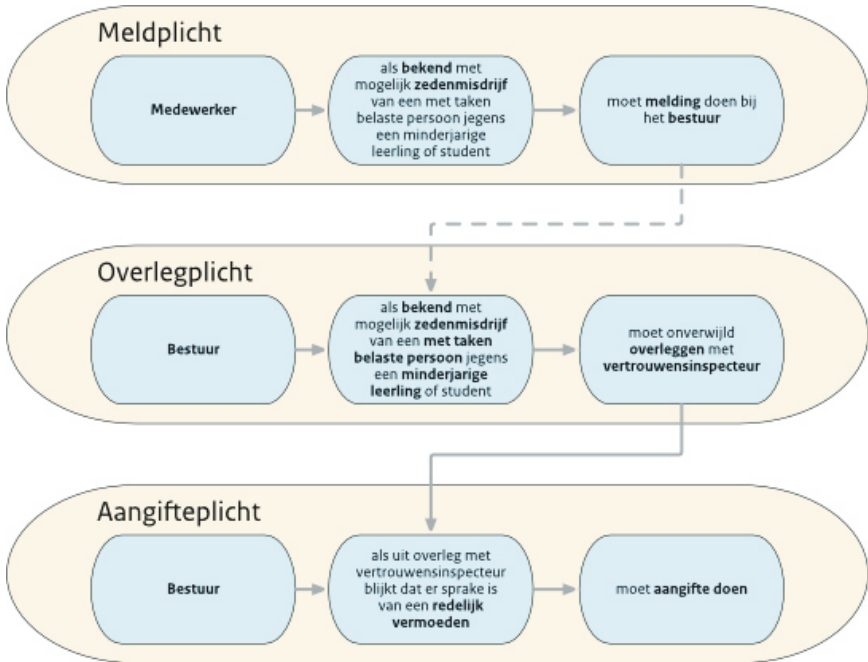 Meldplicht
Medewerker
als bekend met
mogelijk zedenmisdrijf
van een met taken
belaste persoon jegens
een minderjarige
leerling of student
moet melding doen bij
het bestuur
Overlegplicht
Bestuur
als bekend met
mogelijk zedenmisdrijf
van een met taken
belaste persoon jegens
een minderjarige
leerling of student
moet onverwijld
overleggen met
vertrouwensinspecteur
Aangifteplicht
Bestuur
als uit overleg met
vertrouwensinspecteur
blijkt dat er sprake is
van een redelijk
vermoeden
moet aangifte doen